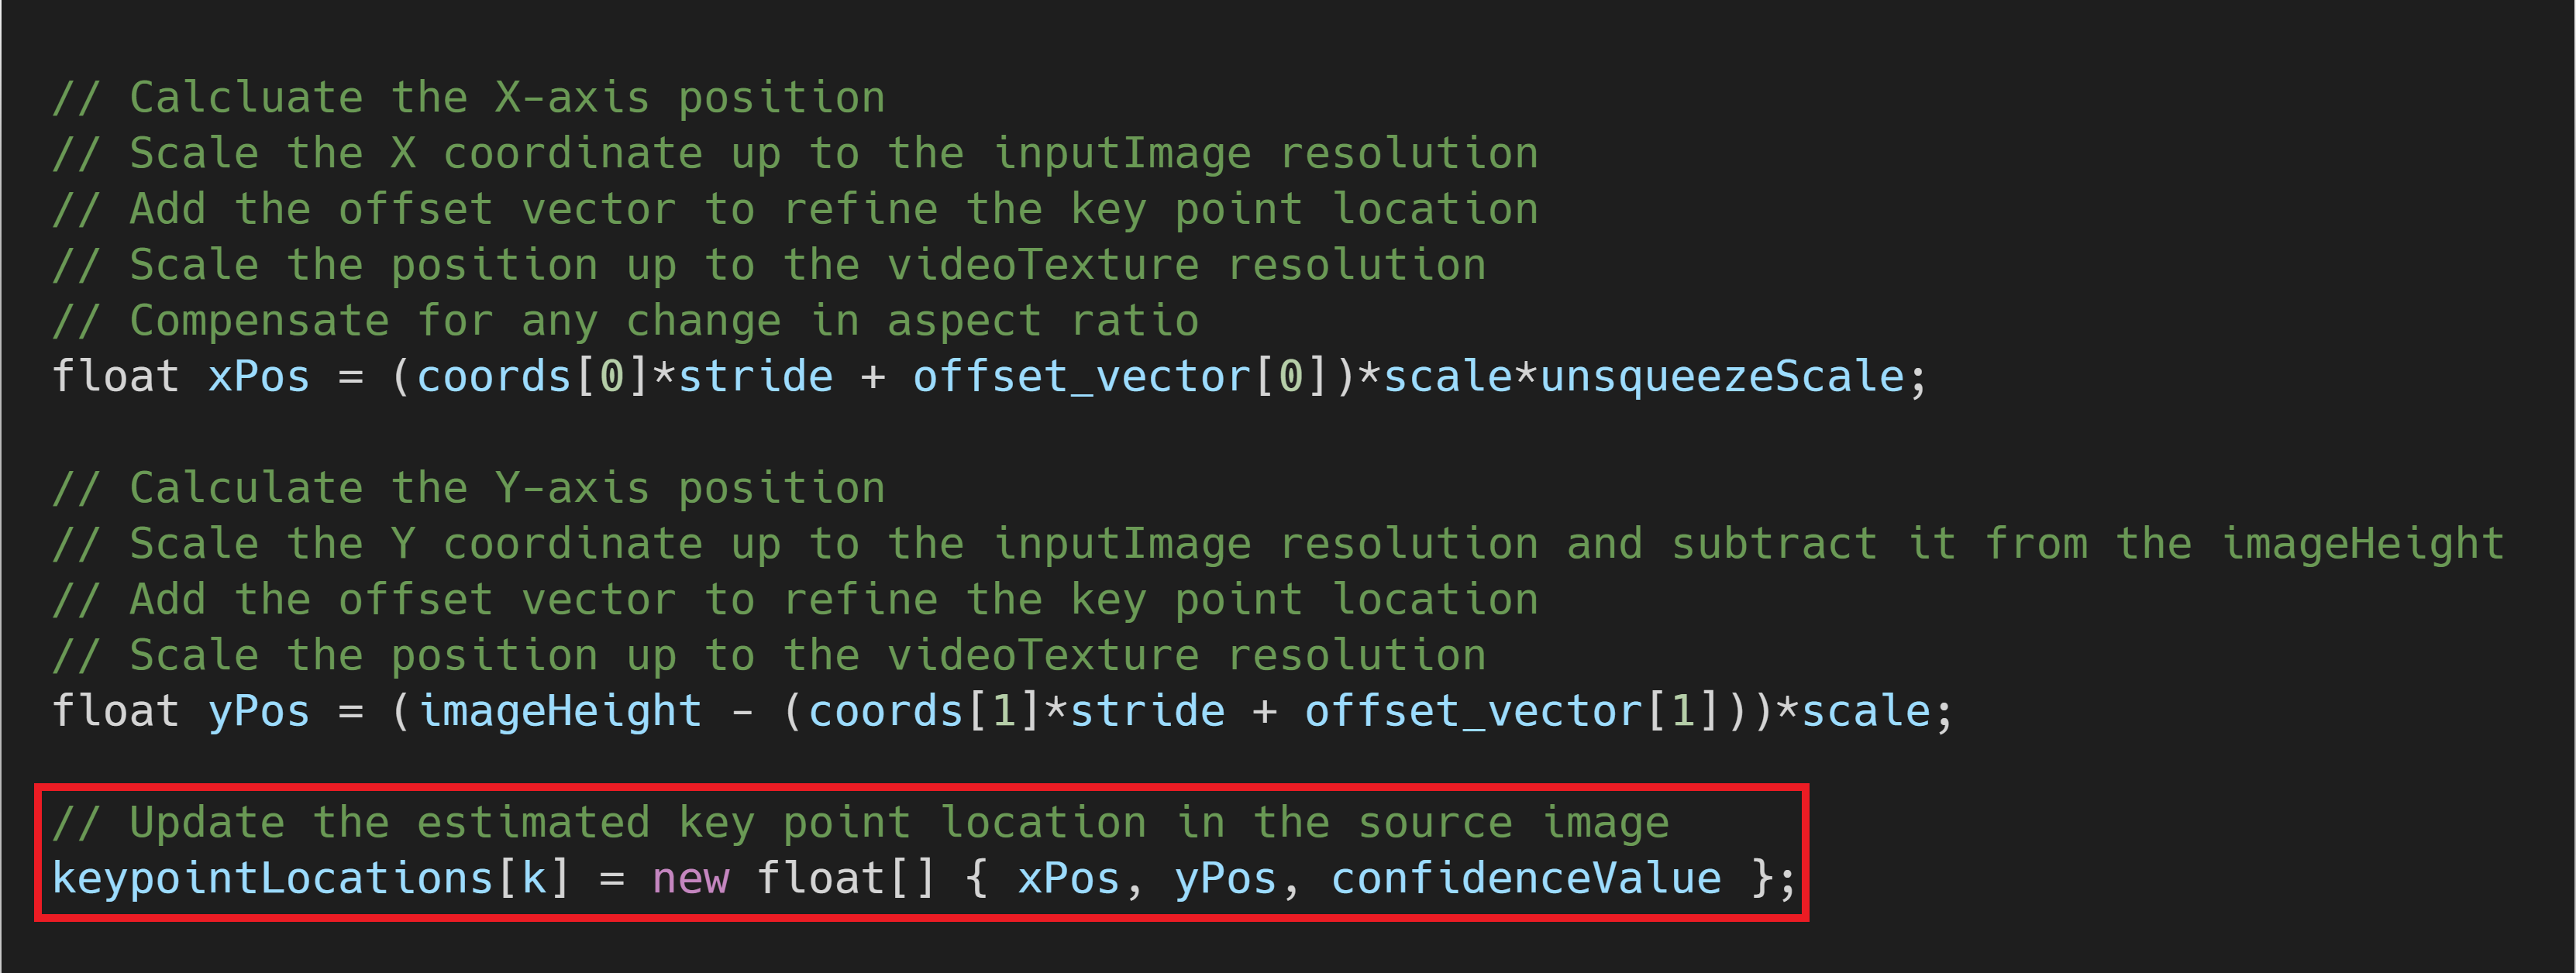 // Calcluate the X-axis position
// Scale the X coordinate up to the inputImage resolution
// Add the offset vector to refine the key point location
// Scale the position up to the videoTexture resolution
// Compensate for any change in aspect ratio
float xPos = (coords[0]*stride + offset_vector[0])*scale*unsqueezeScale;
// Calculate the Y-axis position
// Scale the Y coordinate up to the inputImage resolution and subtract it from the imageHeight
// Add the offset vector to refine the key point location
// Scale the position up to the videoTexture resolution
float yPos = (imageHeight - (coords[1]*stride + offset_vector[1]))*scale;
// Update the estimated key point location in the source image
keypointLocations[k] = new float[] { xPos, yPos, confidenceValue };